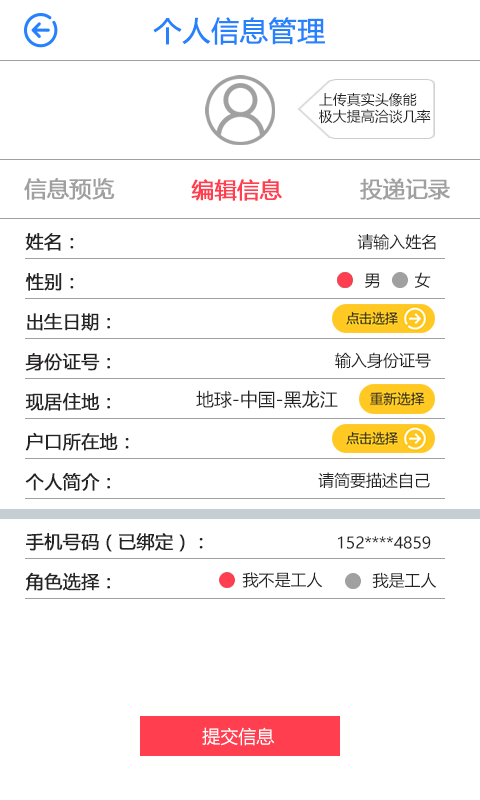 个人信息管理
上传真实头像能
极大提高洽谈几率
信息预览 编辑信息 投递记录
姓名： 请输入姓名
性别： 男 女
出生日期： 点击选择
身份证号： 输入身份证号
现居住地： 地球-中国-黑龙江 重新选择
户口所在地： 点击选择
个人简介： 请简要描述自己
手机号码（已绑定）： 152****4859
角色选择： 我不是工人 我是工人
提交信息